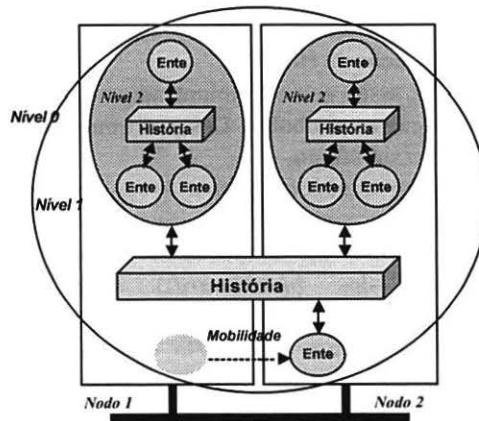 Ente Ente
Nível 2 Nível 2
Nível 0
História História
Ente Ente Ente Ente
Nível 1
História
Mobilidade
Ente
Nodo 1 Nodo 2